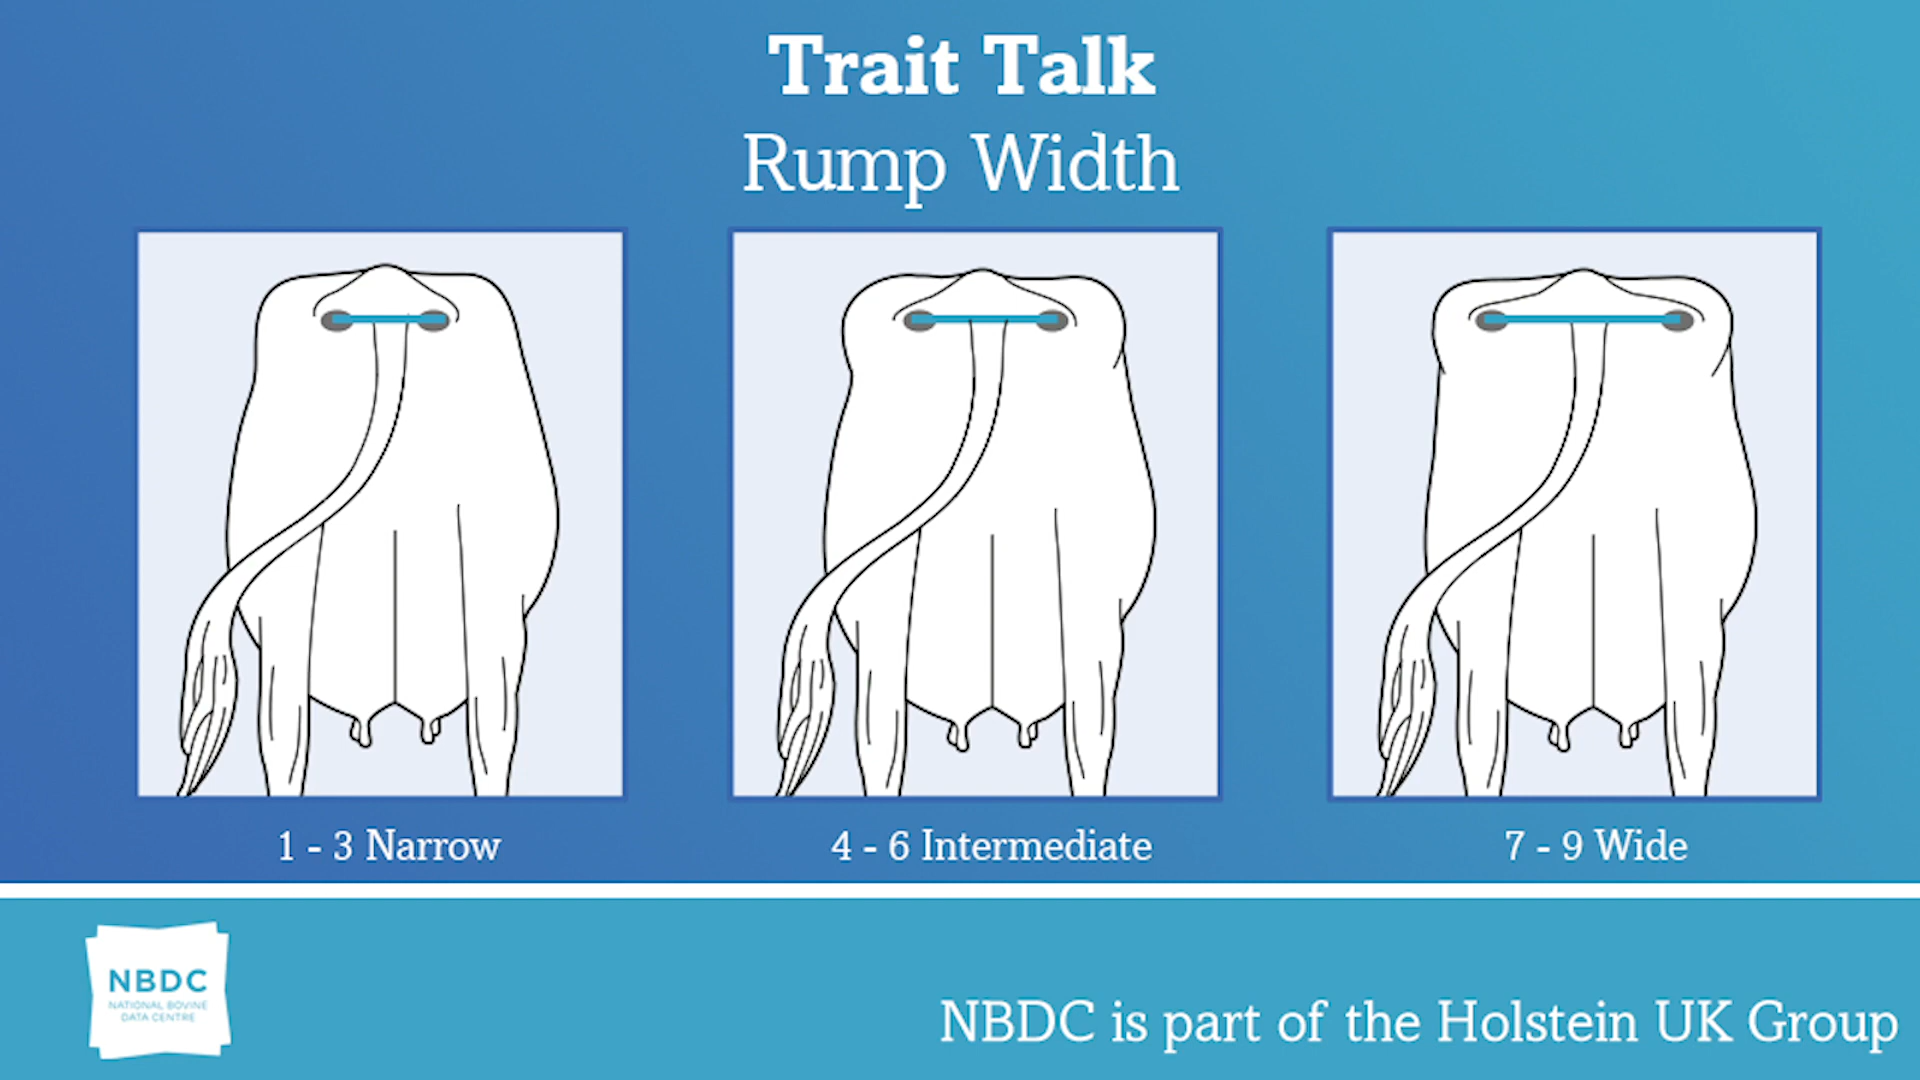 Trait Talk
Rump Width
1 - 3 Narrow
4 - 6 Intermediate
7 - 9 Wide
NBDC
NATIONAL BOVINE
DATA CENTRE
NBDC is part of the Holstein UK Group